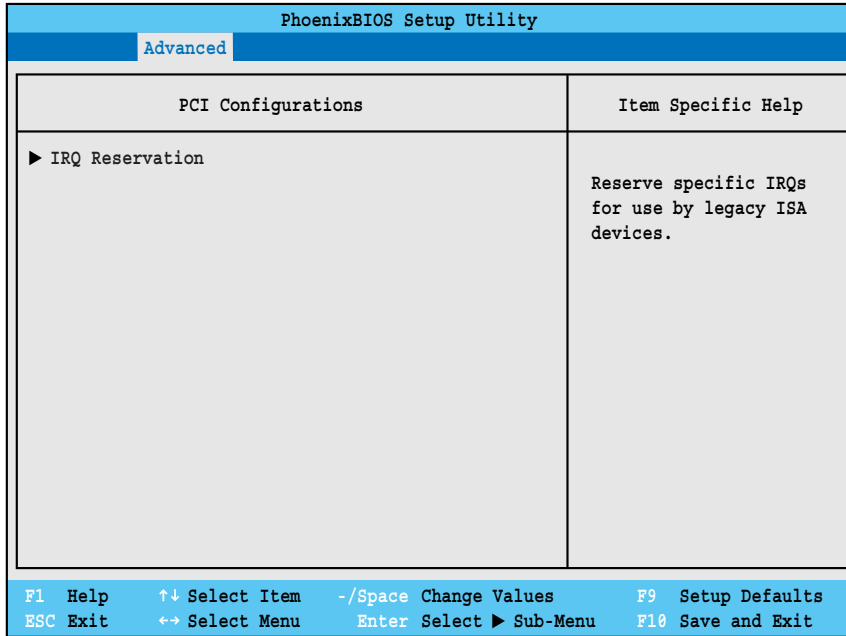 PhoenixBIOS Setup Utility
Advanced
PCI Configurations
Item Specific Help
▶ IRQ Reservation
Reserve specific IRQs
for use by legacy ISA
devices.
F1 Help ↑↓ Select Item -/Space Change Values F9 Setup Defaults
ESC Exit ←→ Select Menu Enter Select ▶ Sub-Menu F10 Save and Exit